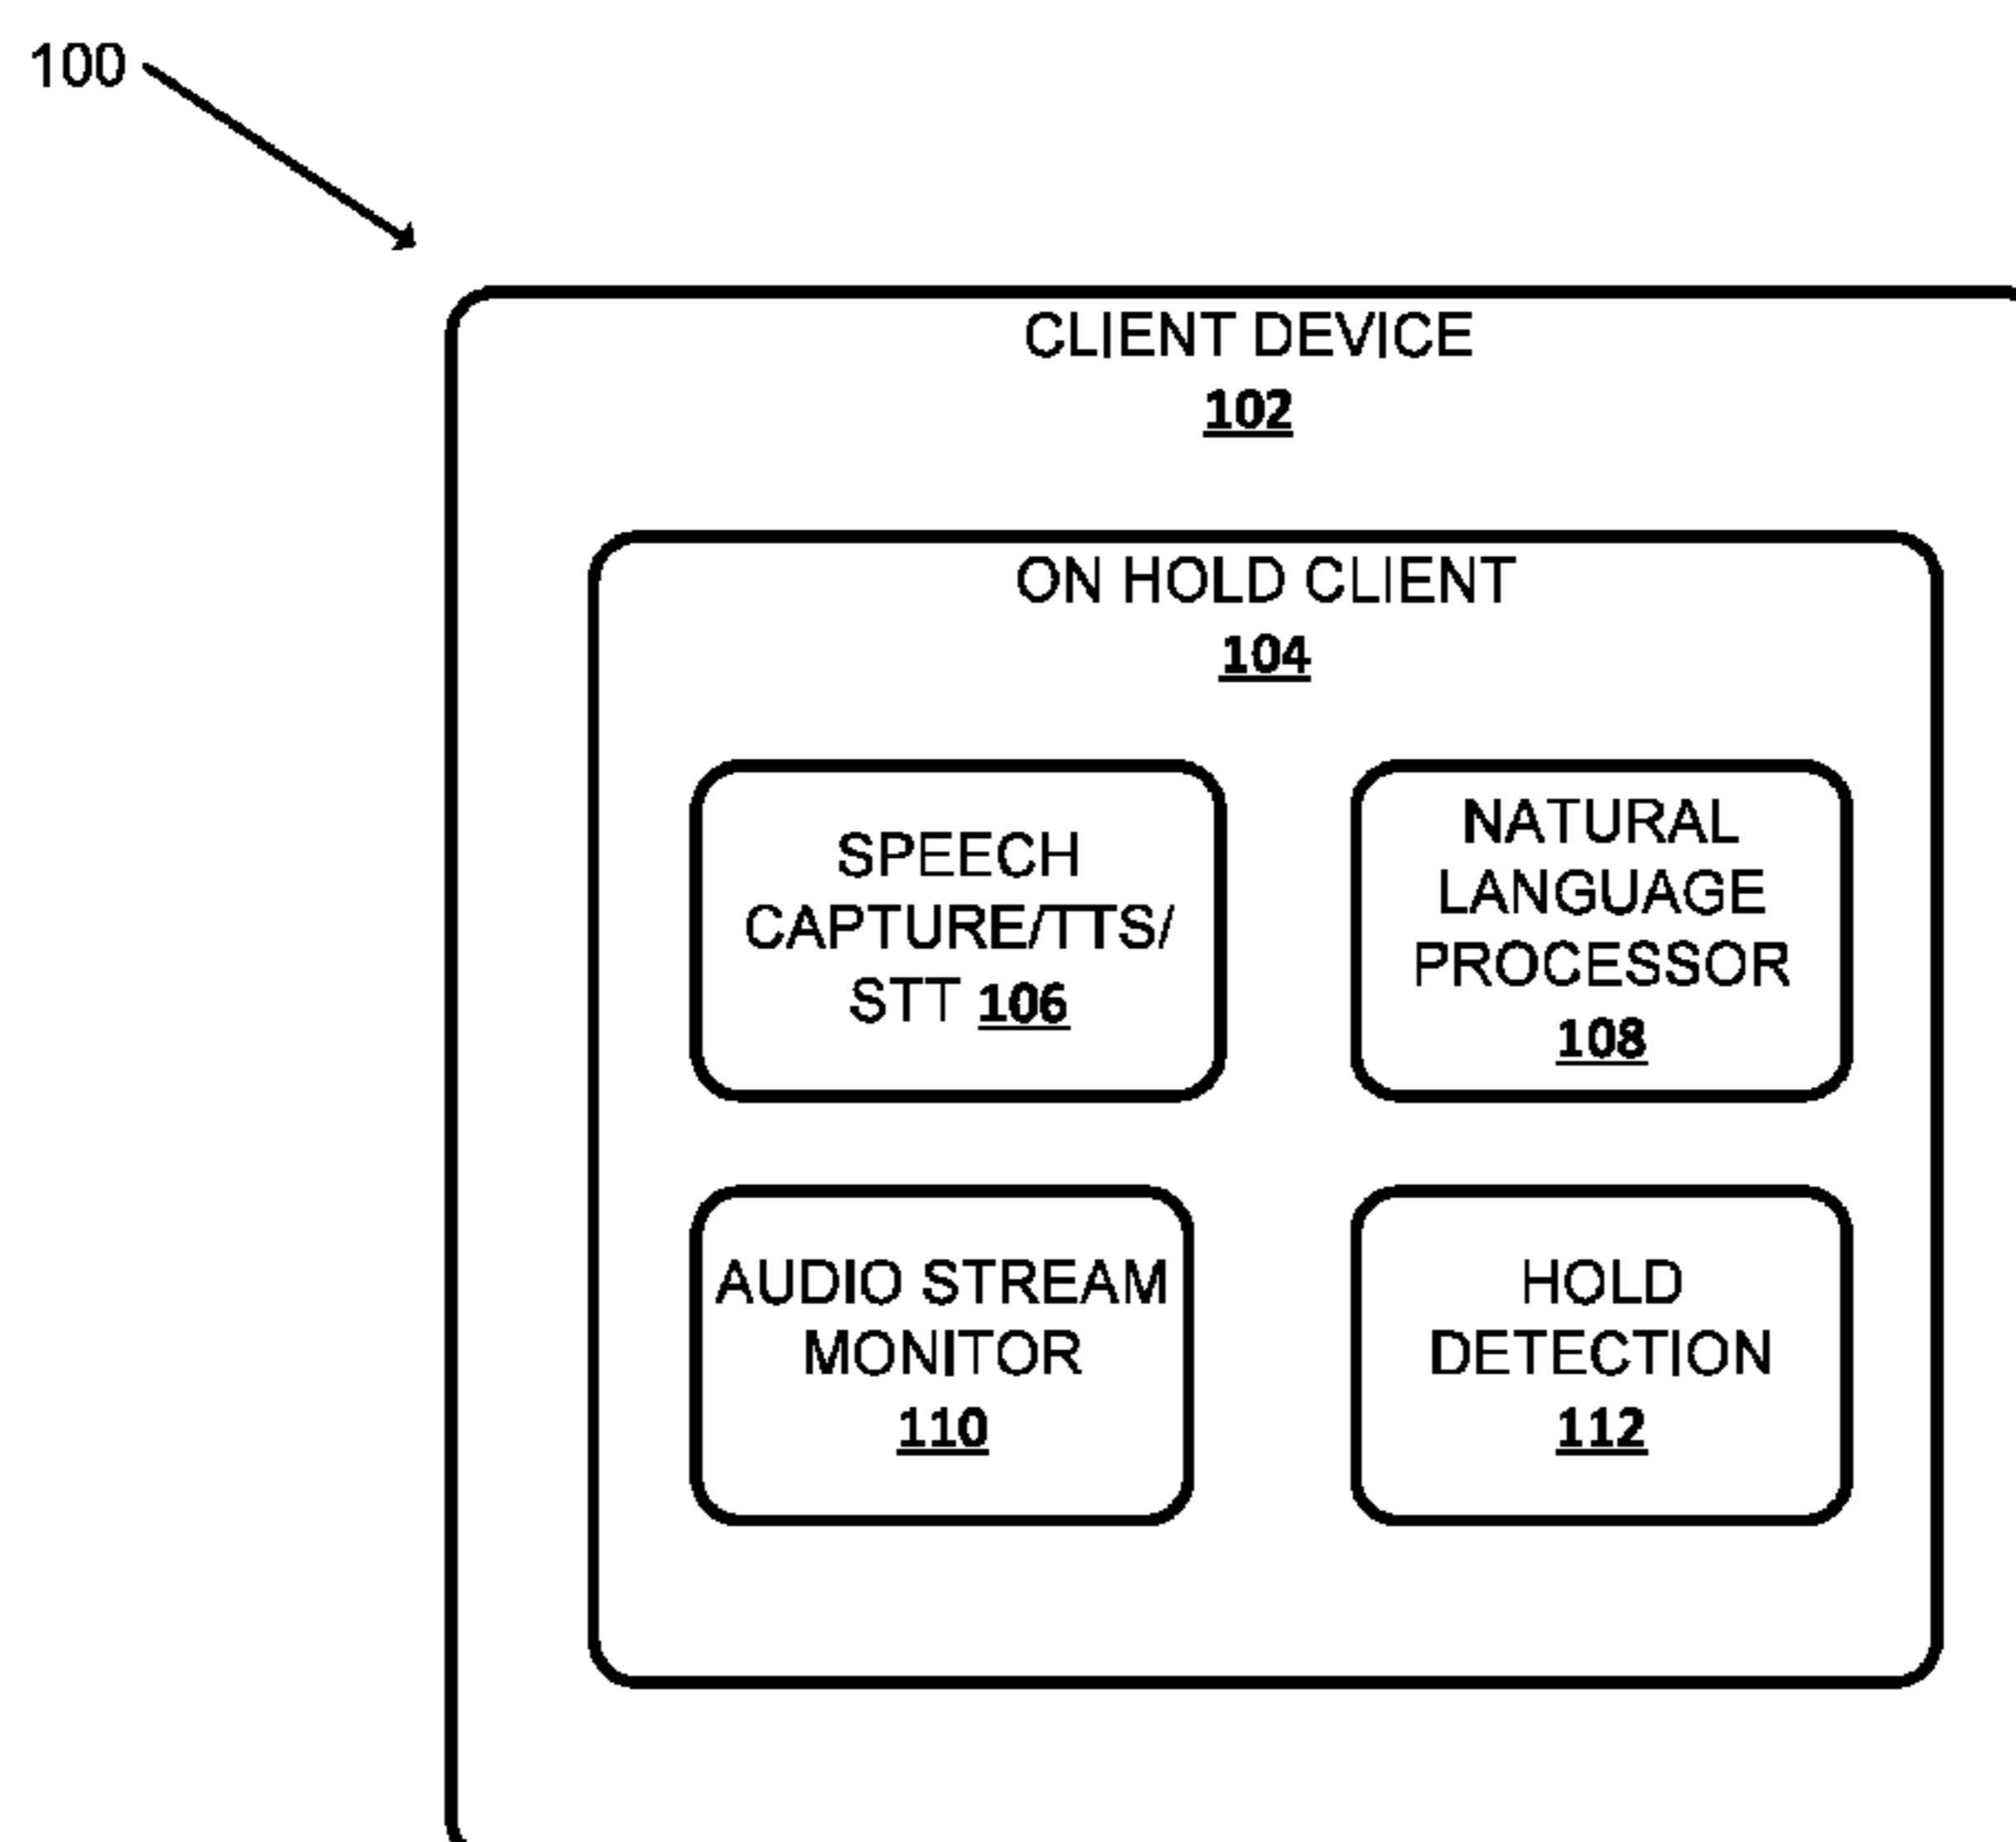 100
CLIENT DEVICE
102
ON HOLD CLIENT
104
SPEECH
CAPTURE/TTS/
STT 106
NATURAL
LANGUAGE
PROCESSOR
108
AUDIO STREAM
MONITOR
110
HOLD
DETECTION
112